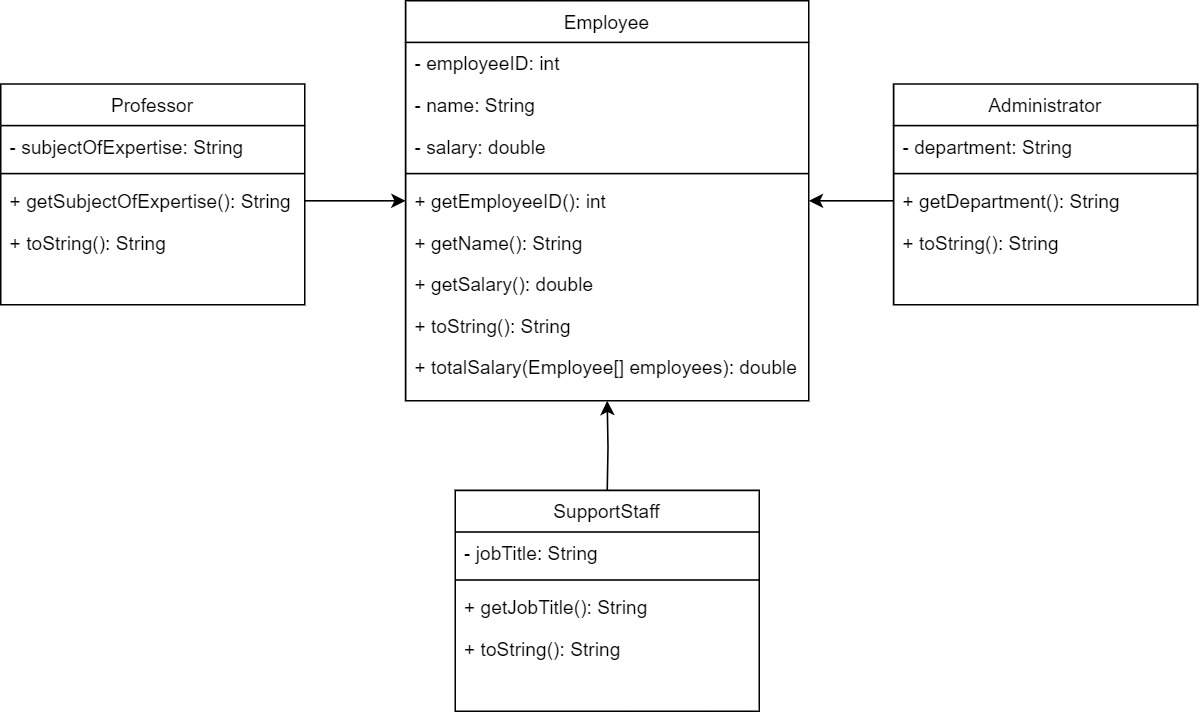 Employee
- employeeID: int
- name: String
- salary: double
+ getEmployeeID(): int
+ getName(): String
+ getSalary(): double
+ toString(): String
+ totalSalary(Employee[] employees): double
Professor
- subjectOfExpertise: String
+ getSubjectOfExpertise(): String
+ toString(): String
Administrator
- department: String
+ getDepartment(): String
+ toString(): String
SupportStaff
- jobTitle: String
+ getJobTitle(): String
+ toString(): String